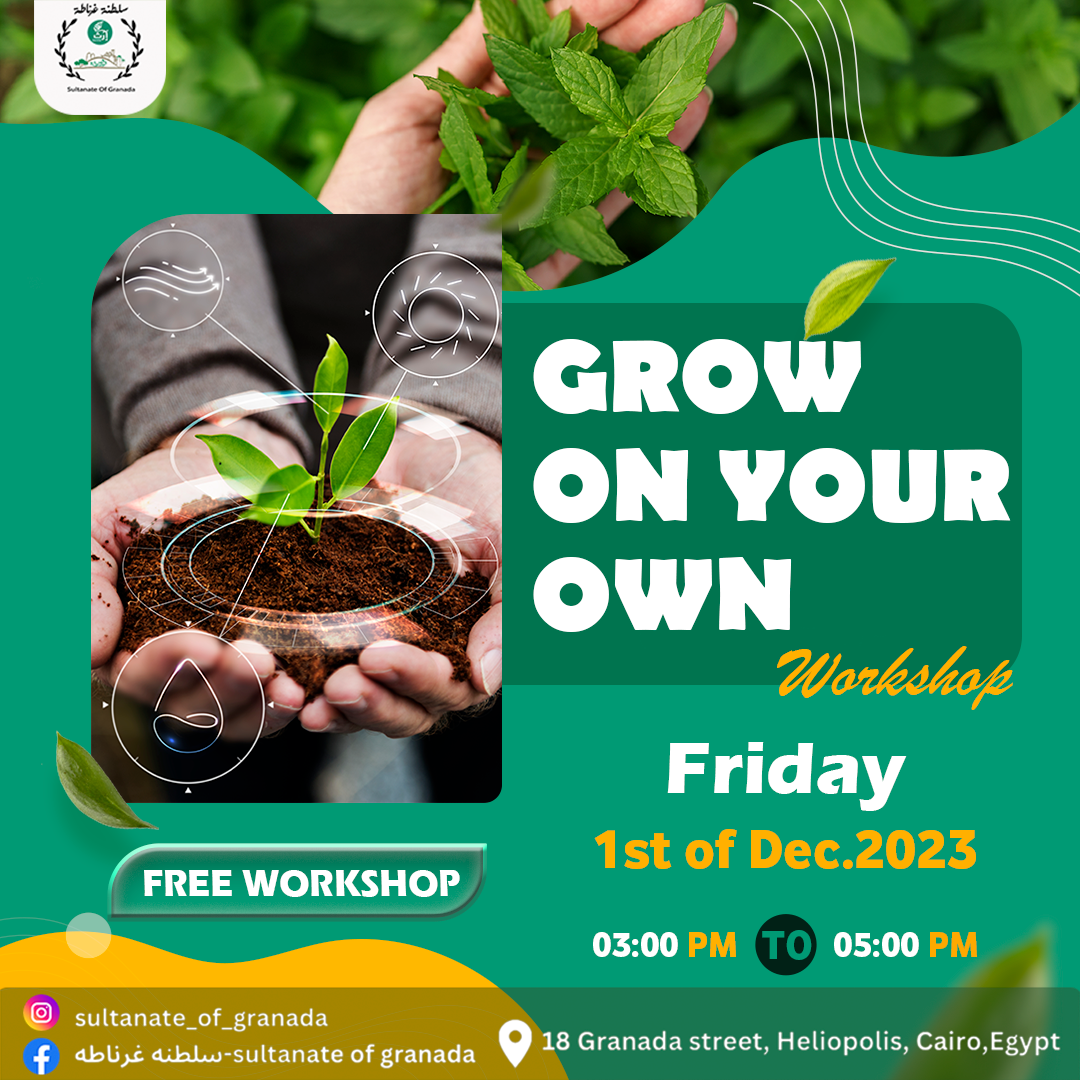 سلطنة غرناطة
إرث
Sultanate Of Granada
GROW
ON YOUR
OWN
Workshop
Friday
1st of Dec.2023
FREE WORKSHOP
03:00 PM TO 05:00 PM
sultanate_of_granada
سلطنه غرناطه-sultanate of granada
18 Granada street, Heliopolis, Cairo,Egypt